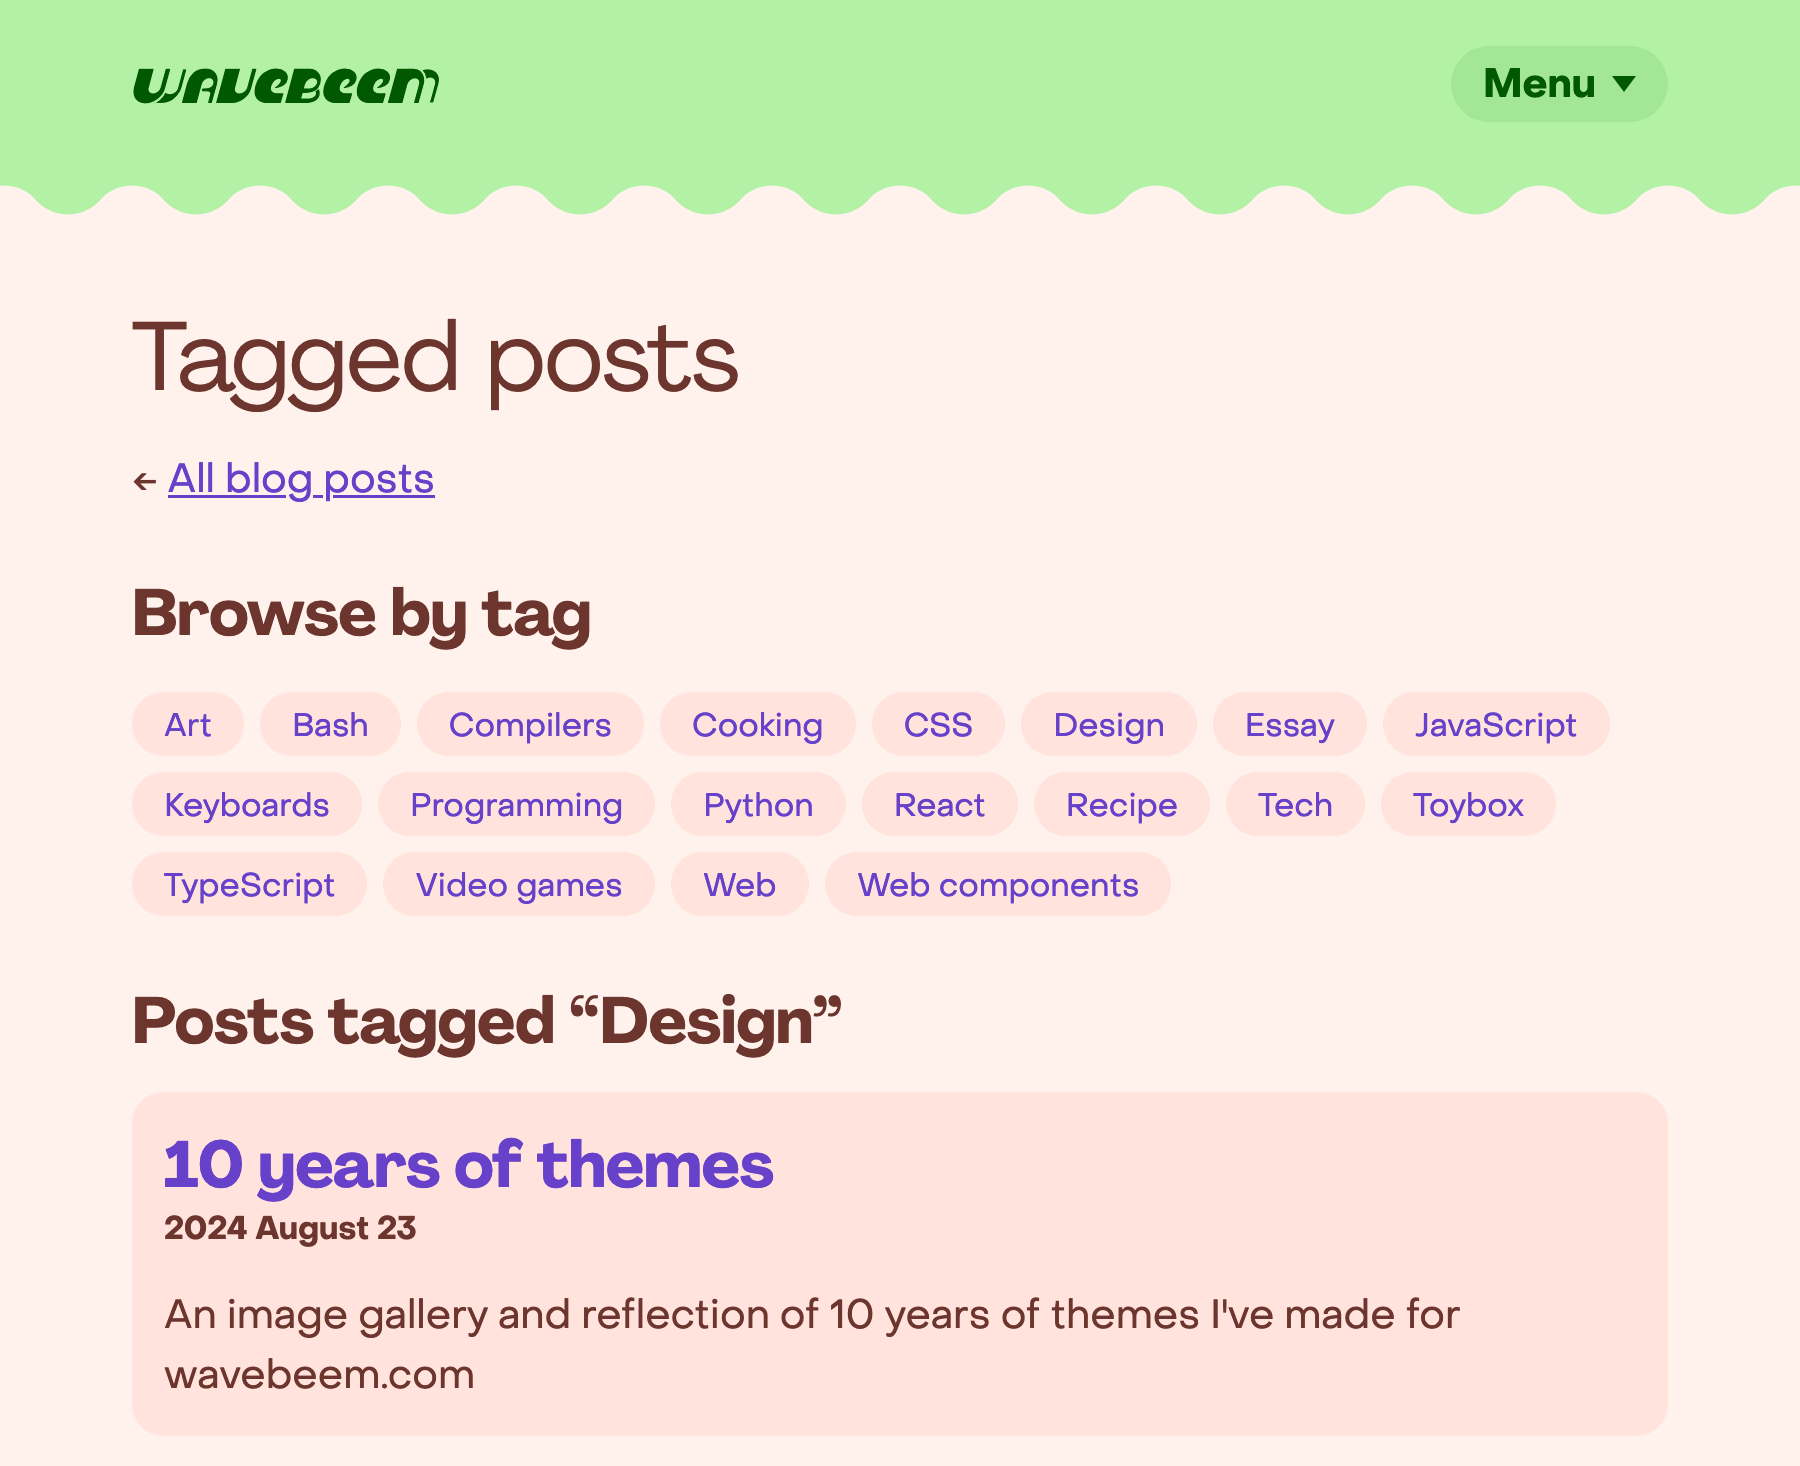 wavebeem
Menu
Tagged posts
← All blog posts
Browse by tag
Art Bash Compilers Cooking CSS Design Essay JavaScript
Keyboards Programming Python React Recipe Tech Toybox
TypeScript Video games Web Web components
Posts tagged “Design”
10 years of themes
2024 August 23
An image gallery and reflection of 10 years of themes I've made for
wavebeem.com